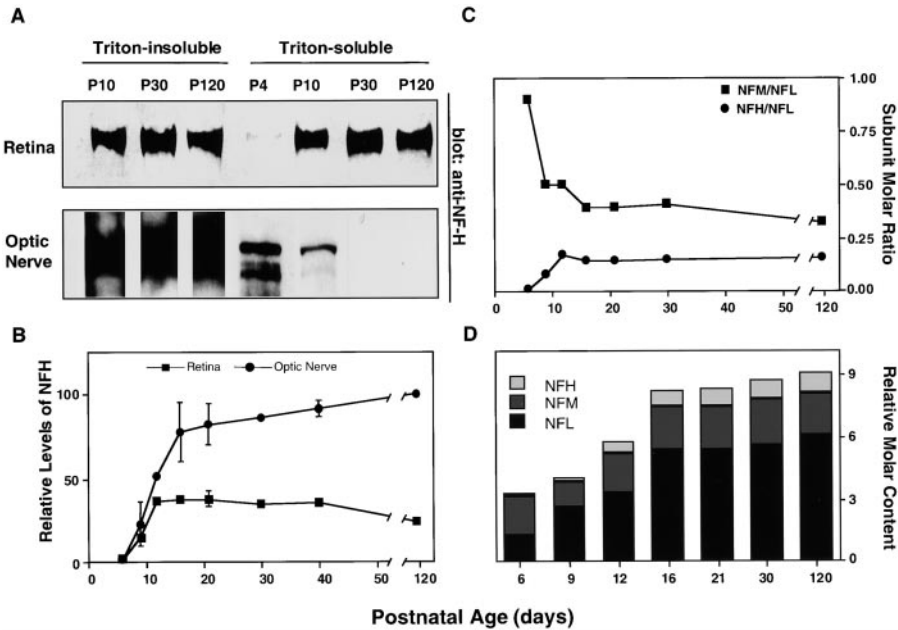 A
Triton-insoluble
Triton-soluble
P10 P30 P120 P4 P10 P30 P120
Retina
Optic
Nerve
blot: anti-NF-H
B
Retina
Optic Nerve
Relative Levels of NFH
100
50
0
0 10 20 30 40 50 120
C
NFM/NFL
NFH/NFL
1.00
0.75
0.50
0.25
0.00
Subunit Molar Ratio
0 10 20 30 40 50 120
D
NFH
NFM
NFL
9
6
3
0
Relative Molar Content
6 9 12 16 21 30 120
Postnatal Age (days)